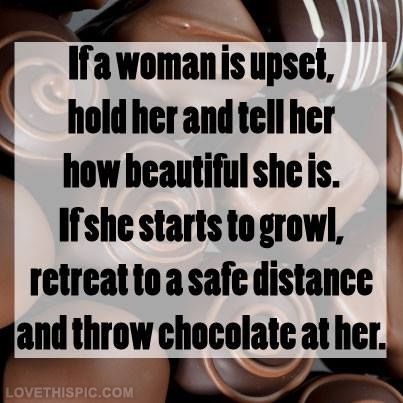 If a woman is upset,
hold her and tell her
how beautiful she is.
If she starts to growl,
retreat to a safe distance
and throw chocolate at her.
LOVETHISPIC.COM